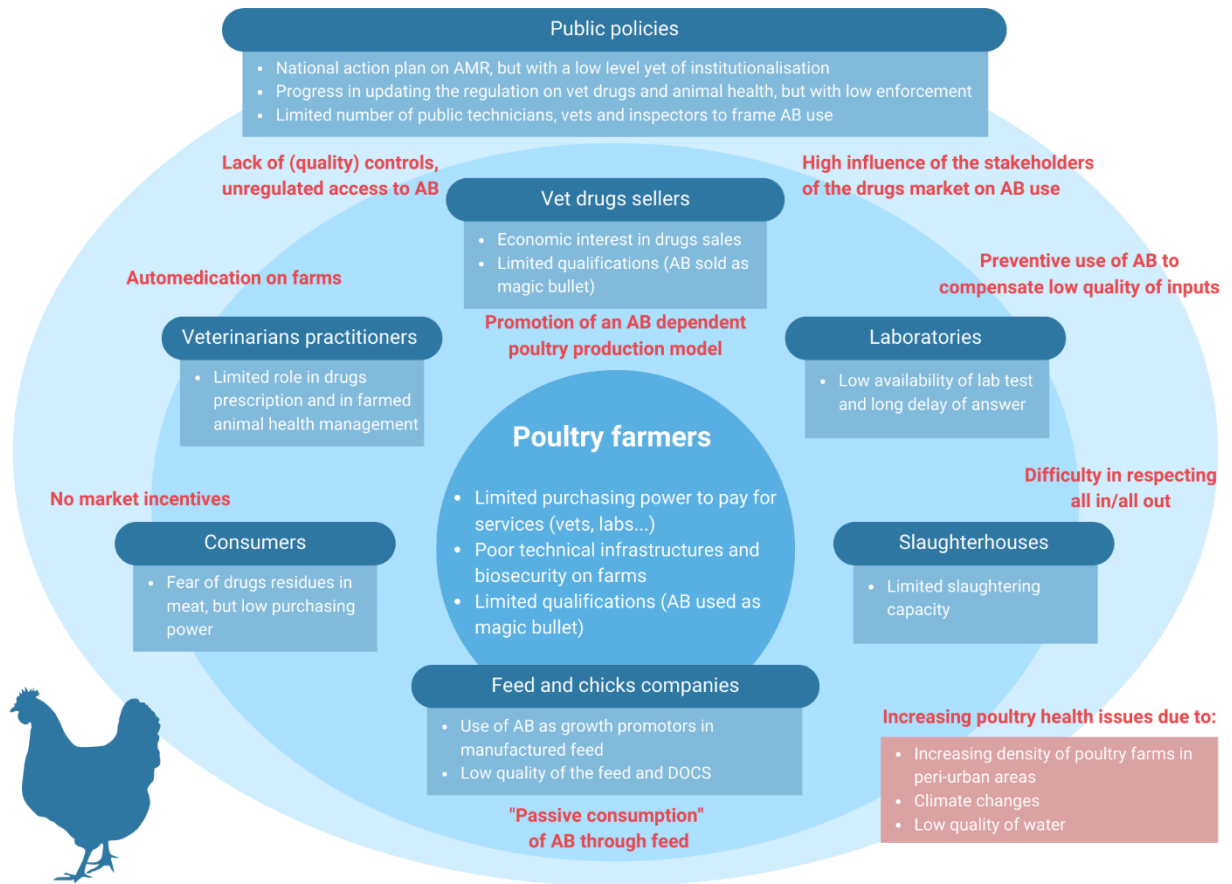 Public policies
• National action plan on AMR, but with a low level yet of institutionalisation
• Progress in updating the regulation on vet drugs and animal health, but with low enforcement
• Limited number of public technicians, vets and inspectors to frame AB use
Lack of (quality) controls,
unregulated access to AB
High influence of the stakeholders
of the drugs market on AB use
Vet drugs sellers
• Economic interest in drugs sales
• Limited qualifications (AB sold as
magic bullet)
Automedication on farms
Preventive use of AB to
compensate low quality of inputs
Promotion of an AB dependent
poultry production model
Veterinarians practitioners
• Limited role in drugs
prescription and in farmed
animal health management
Laboratories
• Low availability of lab test
and long delay of answer
Poultry farmers
• Limited purchasing power to pay for
services (vets, labs...)
• Poor technical infrastructures and
biosecurity on farms
• Limited qualifications (AB used as
magic bullet)
No market incentives
Difficulty in respecting
all in/all out
Consumers
• Fear of drugs residues in
meat, but low purchasing
power
Slaughterhouses
• Limited slaughtering
capacity
Feed and chicks companies
• Use of AB as growth promotors in
manufactured feed
• Low quality of the feed and DOCS
"Passive consumption"
of AB through feed
Increasing poultry health issues due to:
• Increasing density of poultry farms in
peri-urban areas
• Climate changes
• Low quality of water